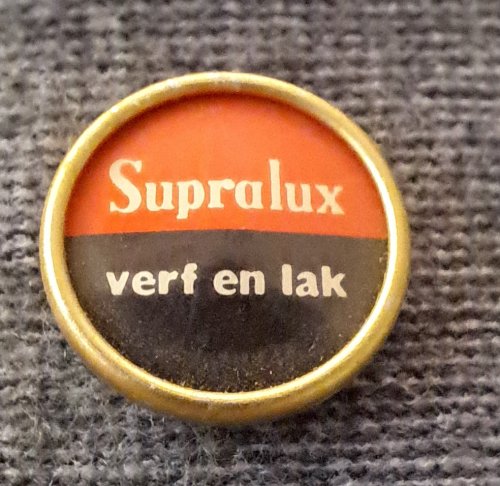 Supralux
verf en lak